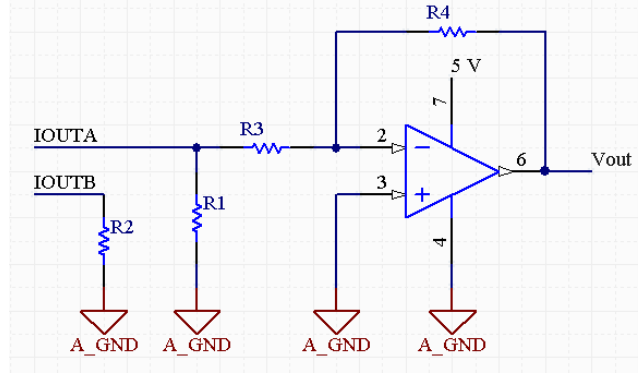 R4
5 V
7
IOUTA
R3
2
6
Vout
IOUTB
3
R1
R2
4
A_GND
A_GND
A_GND
A_GND